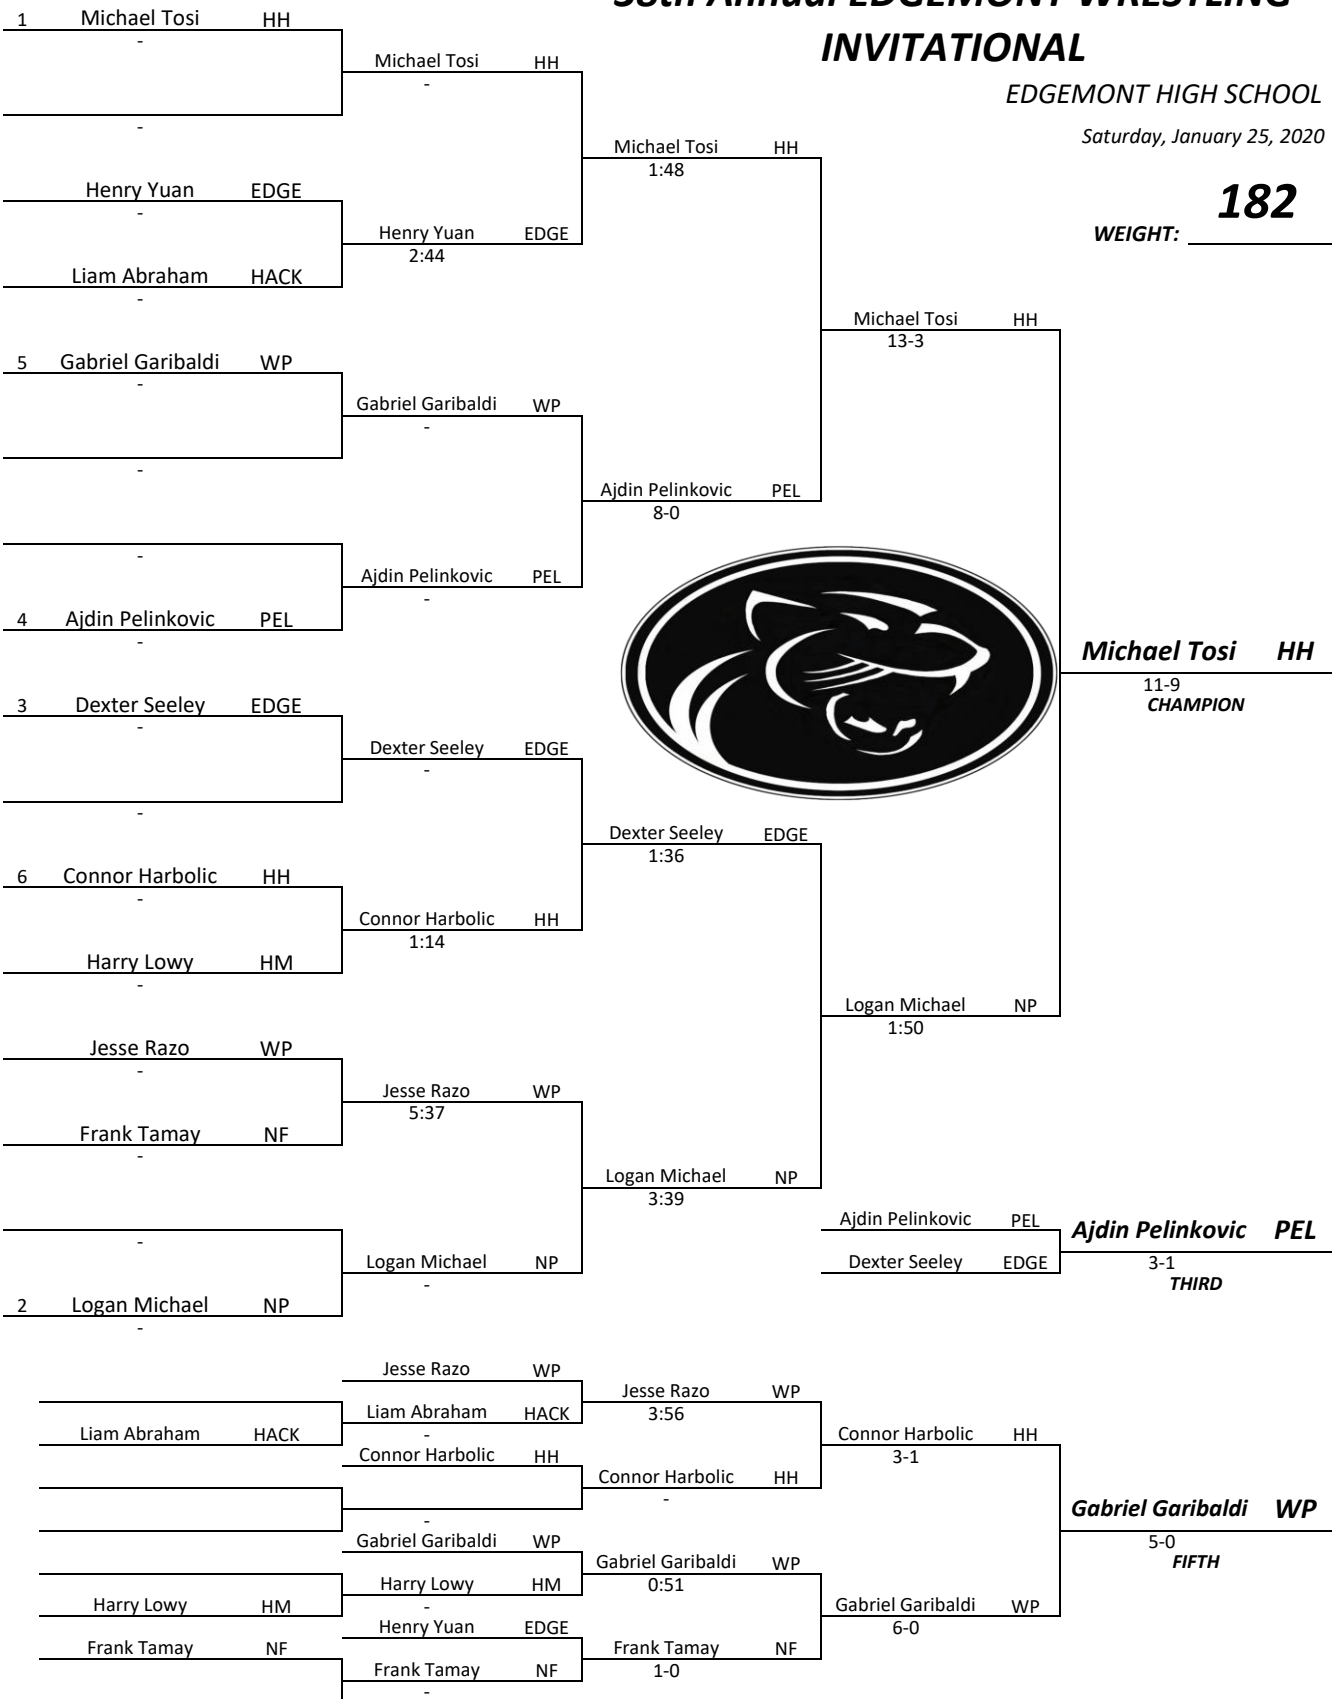 38th Annual EDGEMONT WRESTLING
INVITATIONAL
EDGEMONT HIGH SCHOOL
Saturday, January 25, 2020
182
WEIGHT:
1 Michael Tosi HH
-
-
Henry Yuan EDGE
-
Liam Abraham HACK
-
5 Gabriel Garibaldi WP
-
-
-
4 Ajdin Pelinkovic PEL
-
3 Dexter Seeley EDGE
-
-
6 Connor Harbolic HH
-
Harry Lowy HM
-
Jesse Razo WP
-
Frank Tamay NF
-
-
2 Logan Michael NP
-
Michael Tosi HH
-
Henry Yuan EDGE
2:44
Gabriel Garibaldi WP
-
Ajdin Pelinkovic PEL
-
Dexter Seeley EDGE
-
Connor Harbolic HH
1:14
Jesse Razo WP
5:37
Logan Michael NP
-
Michael Tosi HH
1:48
Ajdin Pelinkovic PEL
8-0
Dexter Seeley EDGE
1:36
Logan Michael NP
3:39
Michael Tosi HH
13-3
Logan Michael NP
1:50
Michael Tosi HH
11-9
CHAMPION
Ajdin Pelinkovic PEL
Dexter Seeley EDGE
Ajdin Pelinkovic PEL
3-1
THIRD
Liam Abraham HACK
Harry Lowy HM
Frank Tamay NF
Jesse Razo WP
Liam Abraham HACK
-
Connor Harbolic HH
-
Gabriel Garibaldi WP
Harry Lowy HM
-
Henry Yuan EDGE
Frank Tamay NF
-
Jesse Razo WP
3:56
Connor Harbolic HH
-
Gabriel Garibaldi WP
0:51
Frank Tamay NF
1-0
Connor Harbolic HH
3-1
Gabriel Garibaldi WP
6-0
Gabriel Garibaldi WP
5-0
FIFTH